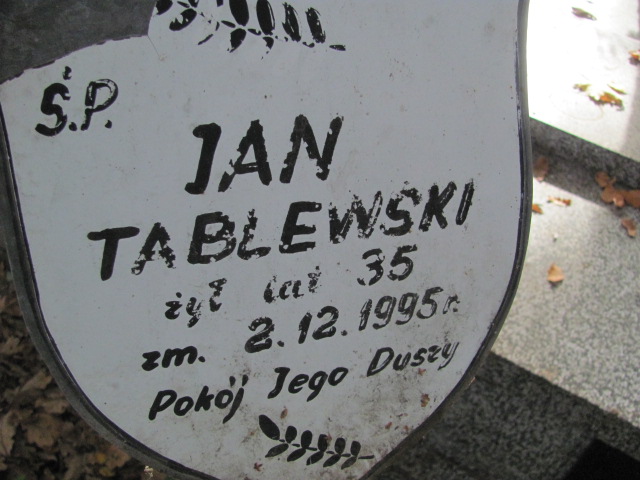 Ś.P.
JAN
TABLEWSKI
żył lat 35
zm. 2.12.1995 r.
Pokój Jego Duszy